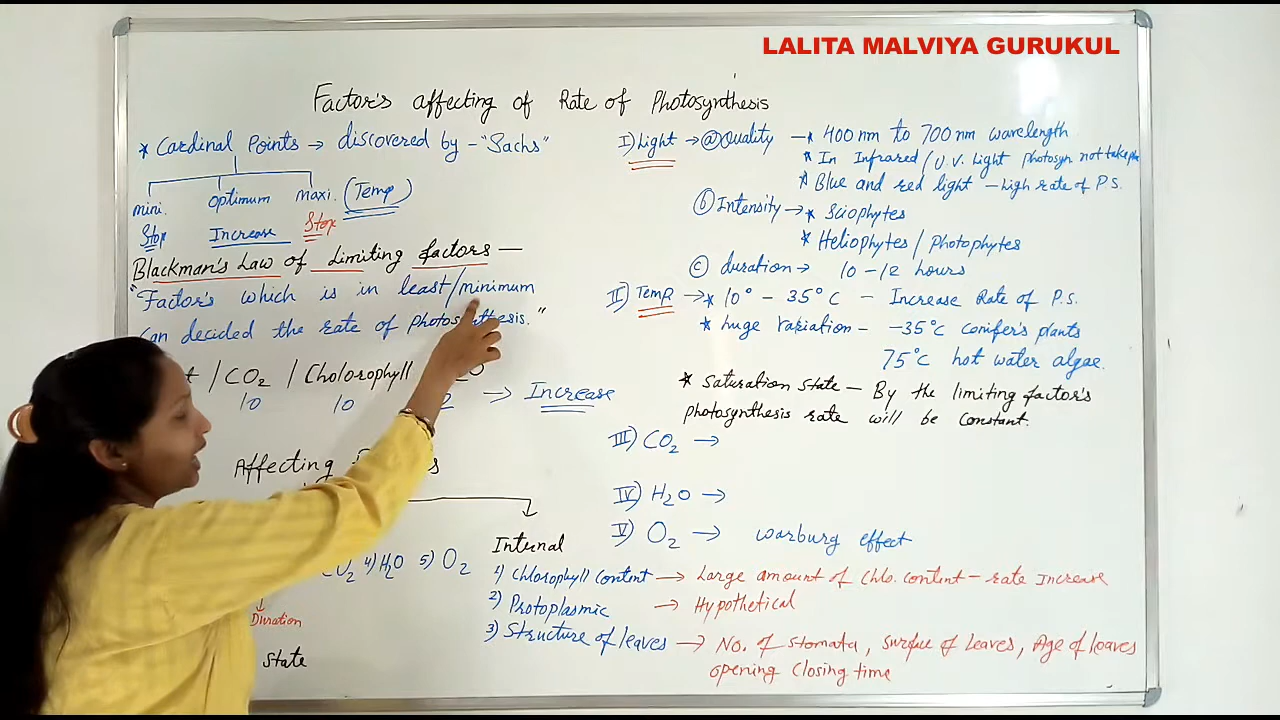 LALITA MALVIYA GURUKUL
Factor's affecting of Rate of Photosynthesis
* Cardinal Points → discovered by - "Sachs"
mini. optimum maxi. (Temp)
Stop Increase Stop
Blackman's Law of Limiting factors —
"Factor's which is in least/minimum
can decided the rate of photosynthesis."
/ CO2 / Cholorophyll
10 10 2 → Increase
Affecting
Internal
4) H2O 5) O2
Duration
State
1) Chlorophyll content → Large amount of Chlo. content - rate Increase
2) Protoplasmic → Hypothetical
3) Structure of leaves → No. of stomata, Surface of leaves, Age of leaves
opening closing time
I) Light → ⓐ Quality - * 400 nm to 700 nm wavelength
* In Infrared / U.V. Light photosyn not take
* Blue and red light - high rate of P.S.
ⓑ Intensity → * Sciophytes
* Heliophytes / Photophytes
ⓒ duration → 10 - 12 hours
II) Temp → * 10° - 35°C - Increase Rate of P.S.
* huge variation - -35°C conifer's plants
75°C hot water algae.
* Saturation state - By the limiting factor's
photosynthesis rate will be constant.
III) CO2 →
IV) H2O →
V) O2 → warburg effect